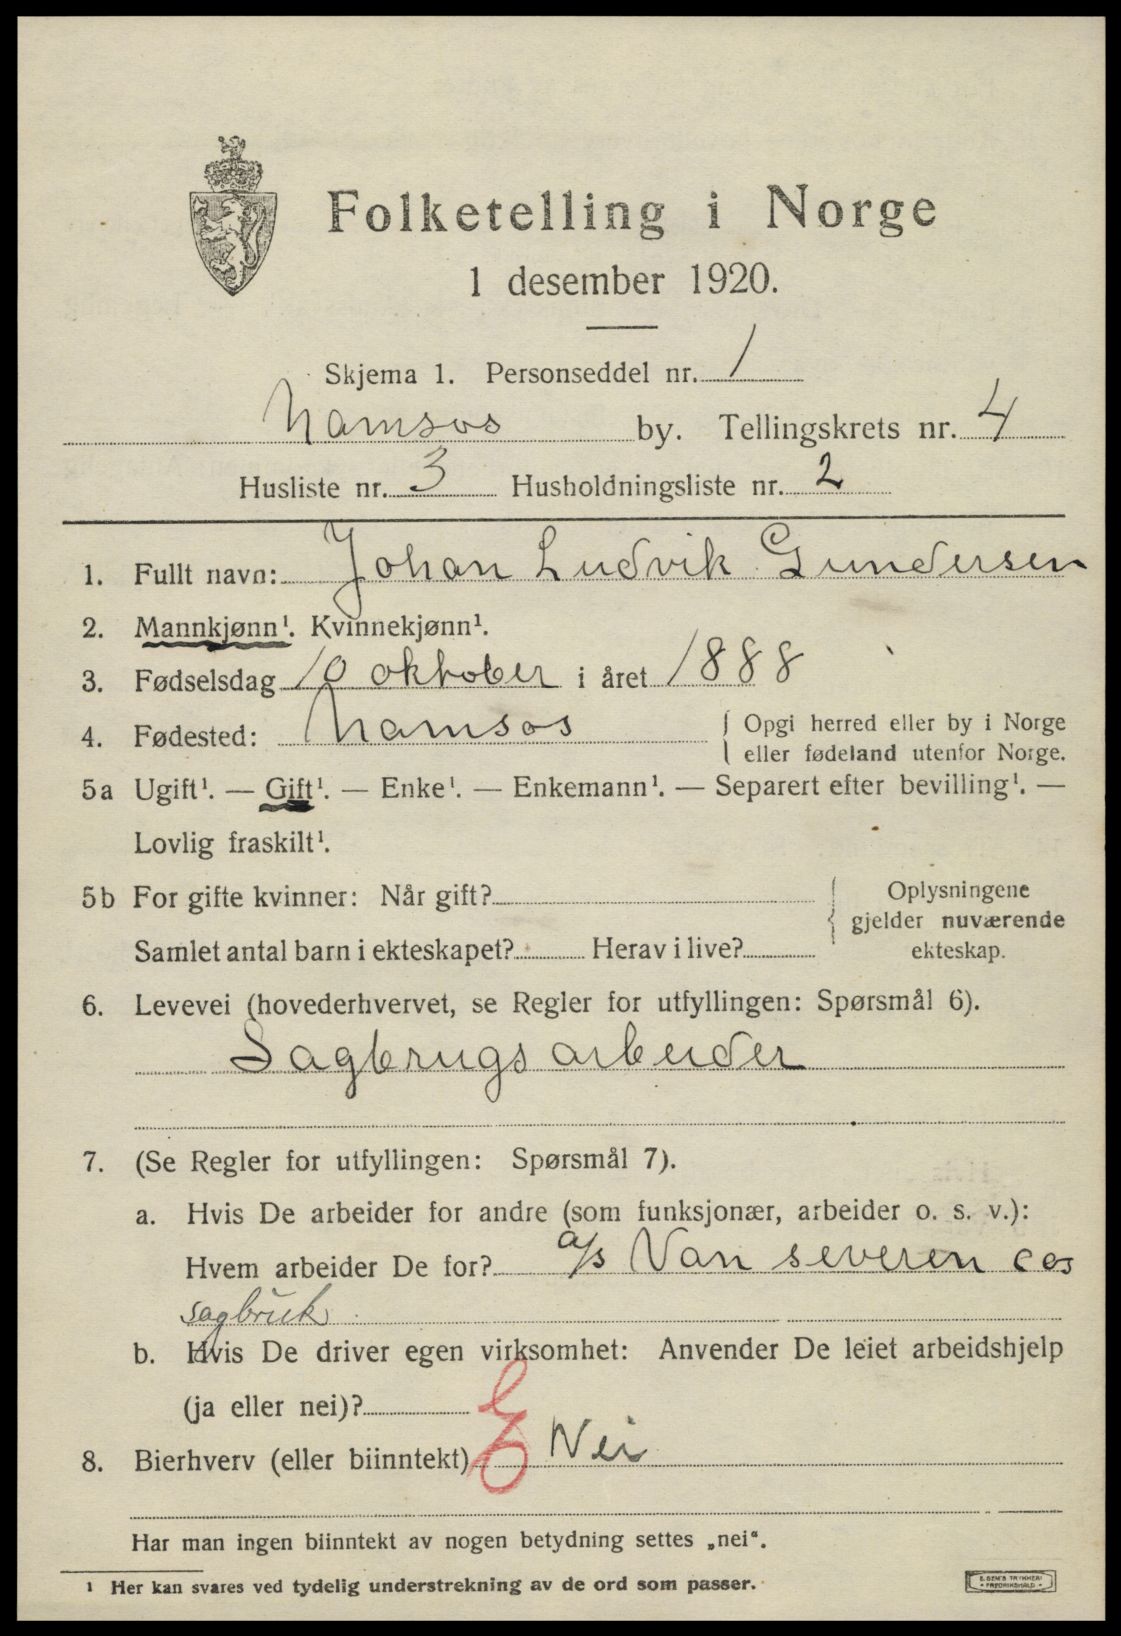 Folketelling i Norge
1 desember 1920.
Skjema 1. Personseddel nr. 1
Namsos by. Tellingskrets nr. 4
Husliste nr. 3 Husholdningsliste nr. 2
1. Fullt navn: Johan Ludvik Gundersen
2. Mannkjønn¹. Kvinnekjønn¹.
3. Fødselsdag 10 oktober i året 1888
4. Fødested: Namsos { Opgi herred eller by i Norge
eller fødeland utenfor Norge.
5a Ugift¹. — Gift¹. — Enke¹. — Enkemann¹. — Separert efter bevilling¹. —
Lovlig fraskilt¹.
5b For gifte kvinner: Når gift? { Oplysningene
gjelder nuværende
Samlet antal barn i ekteskapet? Herav i live? ekteskap.
6. Levevei (hovederhvervet, se Regler for utfyllingen: Spørsmål 6).
Sagbrugsarbeider
7. (Se Regler for utfyllingen: Spørsmål 7).
a. Hvis De arbeider for andre (som funksjonær, arbeider o. s. v.):
Hvem arbeider De for? a/s Van severen cos
sagbruk
b. Hvis De driver egen virksomhet: Anvender De leiet arbeidshjelp
(ja eller nei)?
8. Bierhverv (eller biinntekt) Nei
Har man ingen biinntekt av nogen betydning settes „nei“.
¹ Her kan svares ved tydelig understrekning av de ord som passer.
E. SEM'S TRYKKERI
• FREDRIKSHALD •